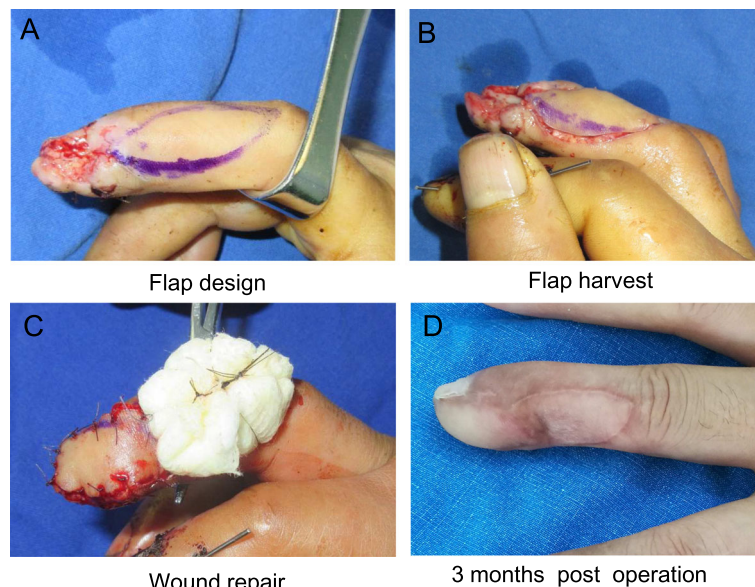 A
B
Flap design
Flap harvest
C
D
Wound repair
3 months post operation